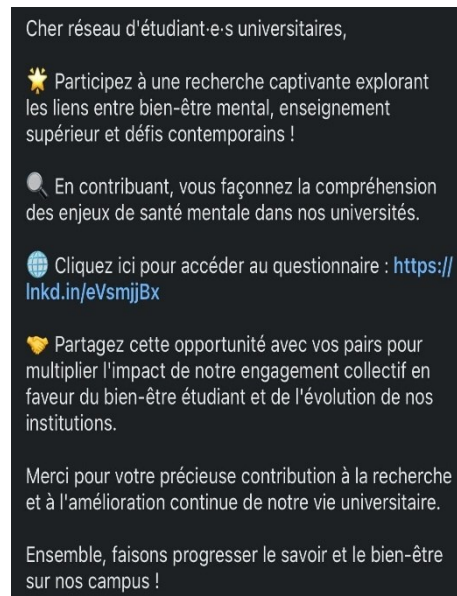 Cher réseau d'étudiant·e·s universitaires,
🌟 Participez à une recherche captivante explorant
les liens entre bien-être mental, enseignement
supérieur et défis contemporains !
🔍 En contribuant, vous façonnez la compréhension
des enjeux de santé mentale dans nos universités.
🌐 Cliquez ici pour accéder au questionnaire : https://
lnkd.in/eVsmjjBx
🤝 Partagez cette opportunité avec vos pairs pour
multiplier l'impact de notre engagement collectif en
faveur du bien-être étudiant et de l'évolution de nos
institutions.
Merci pour votre précieuse contribution à la recherche
et à l'amélioration continue de notre vie universitaire.
Ensemble, faisons progresser le savoir et le bien-être
sur nos campus !